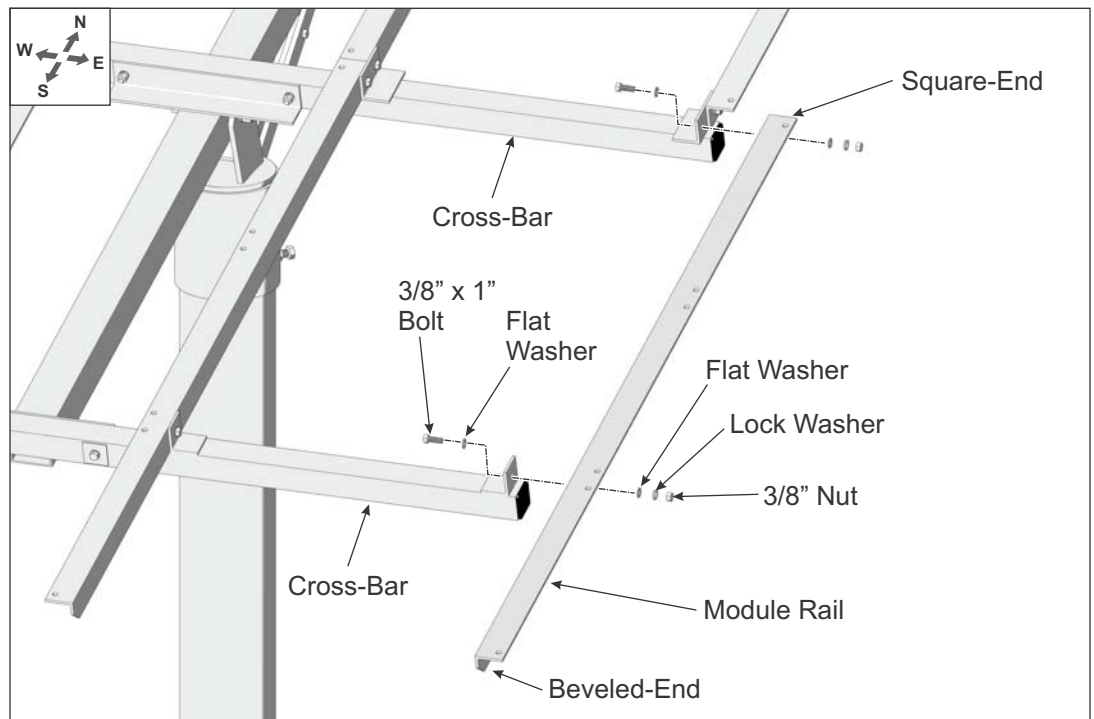 N
W
E
S
Square-End
Cross-Bar
3/8” x 1”
Bolt
Flat
Washer
Flat Washer
Lock Washer
3/8” Nut
Cross-Bar
Module Rail
Beveled-End